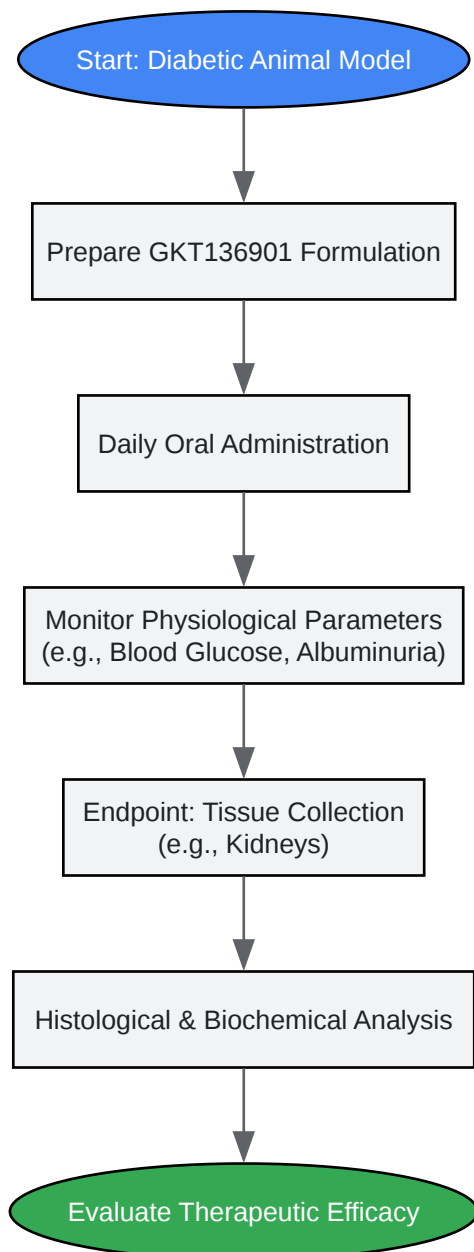 Start: Diabetic Animal Model
Prepare GKT136901 Formulation
Daily Oral Administration
Monitor Physiological Parameters
(e.g., Blood Glucose, Albuminuria)
Endpoint: Tissue Collection
(e.g., Kidneys)
Histological & Biochemical Analysis
Evaluate Therapeutic Efficacy